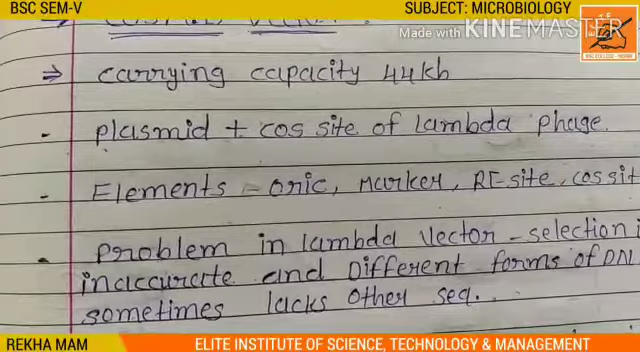 BSC SEM-V
SUBJECT: MICROBIOLOGY
Made with KINEMASTER
BSC COLLEGE
⇒ carrying capacity 44kb
- plasmid + cos site of lambda phage.
- Elements - oric, Marker, RE-site, cos sit
- problem in lambda vector - selection i
inaccurate and Different forms of DN
sometimes lacks other seq..
REKHA MAM
ELITE INSTITUTE OF SCIENCE, TECHNOLOGY & MANAGEMENT